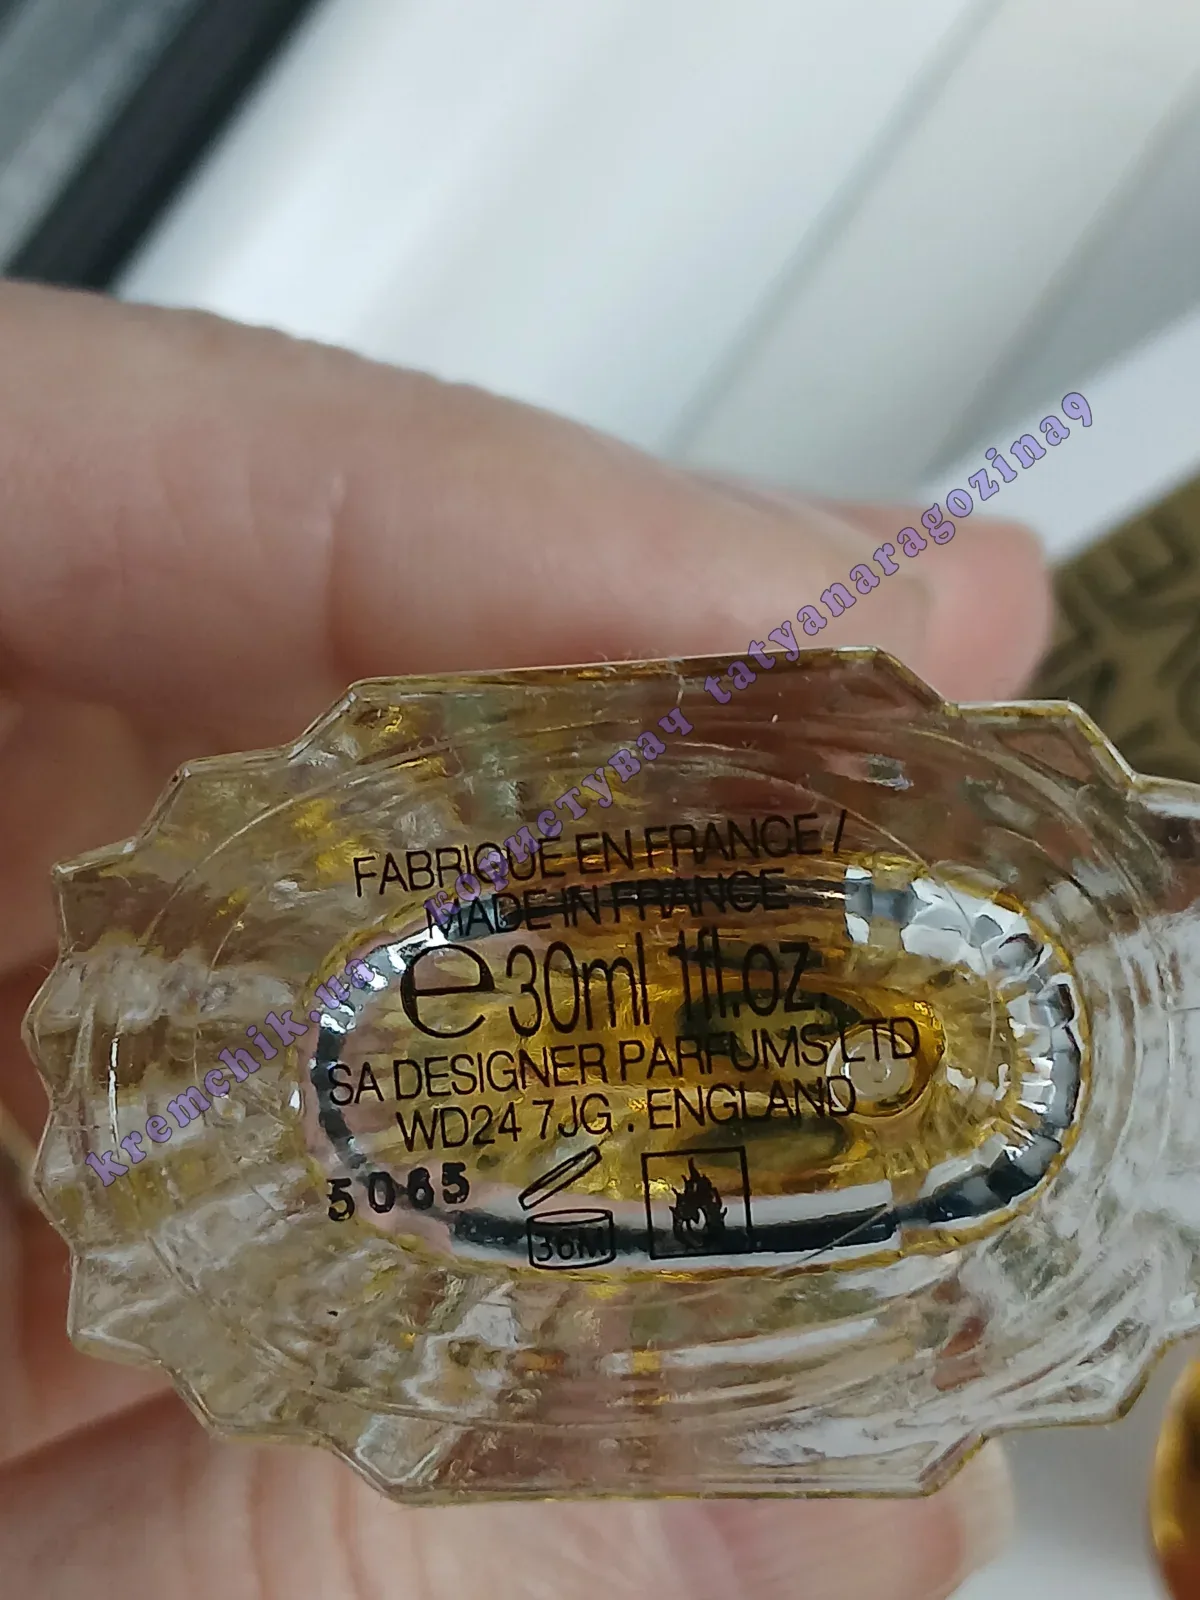 FABRIQUE EN FRANCE /
MADE IN FRANCE
e 30ml 1fl.oz.
SA DESIGNER PARFUMS LTD
WD24 7JG . ENGLAND
5065
36M
kremchik.ua користувач tatyanaragozina9